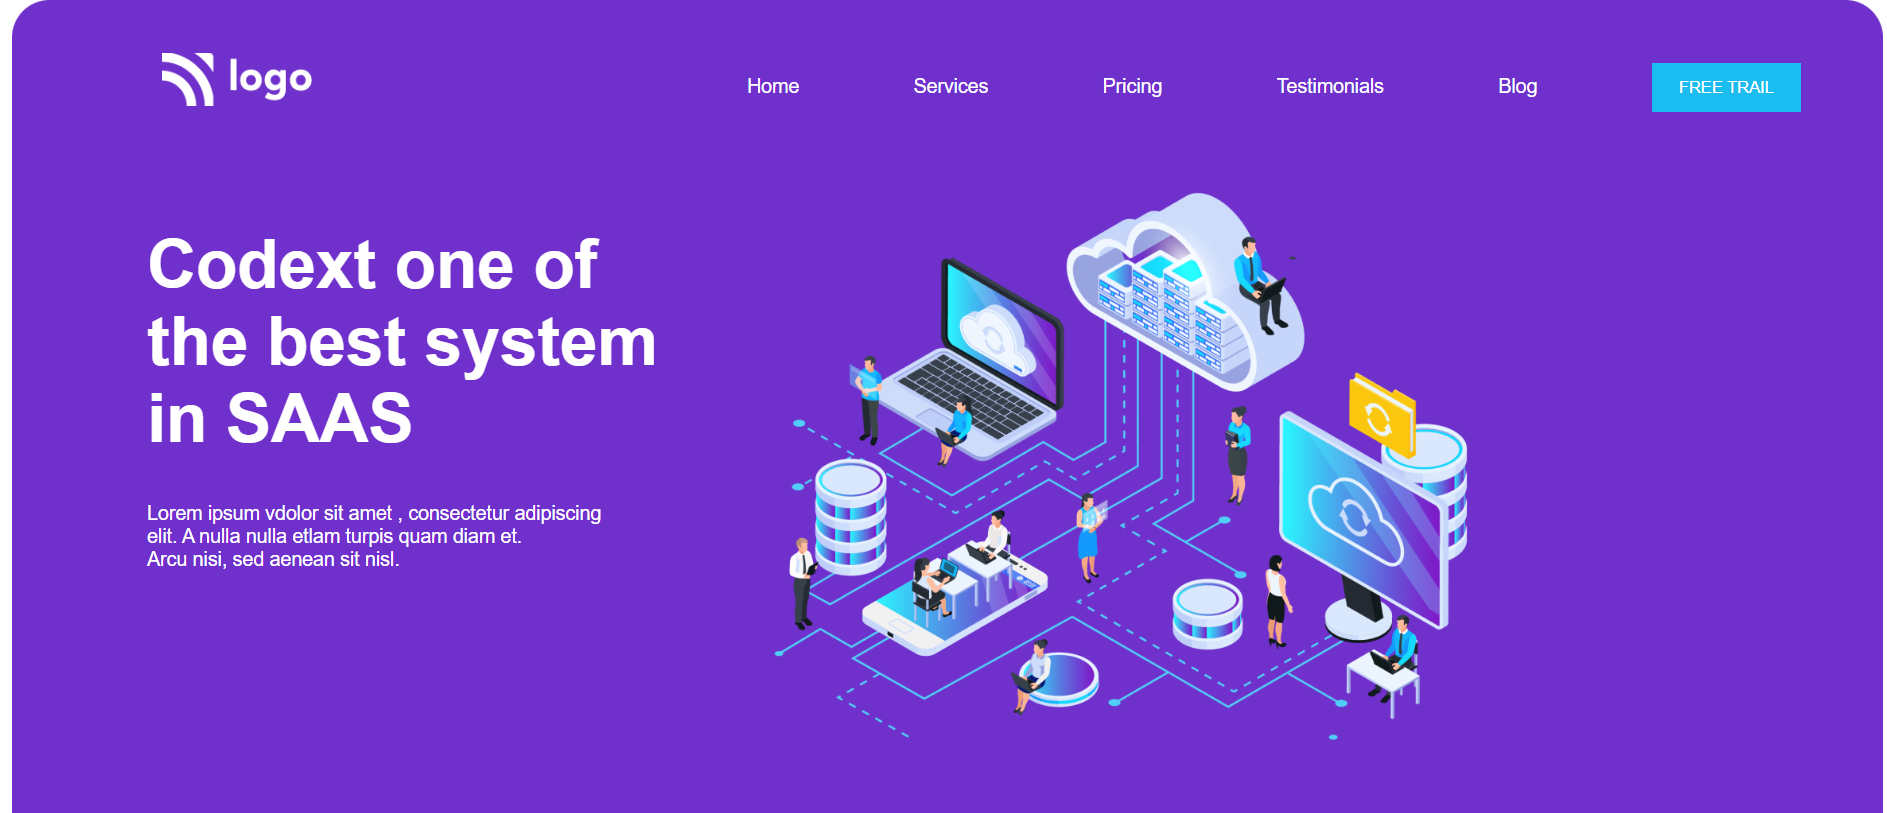 logo
Home
Services
Pricing
Testimonials
Blog
FREE TRAIL
Codext one of
the best system
in SAAS
Lorem ipsum vdolor sit amet , consectetur adipiscing
elit. A nulla nulla etlam turpis quam diam et.
Arcu nisi, sed aenean sit nisl.